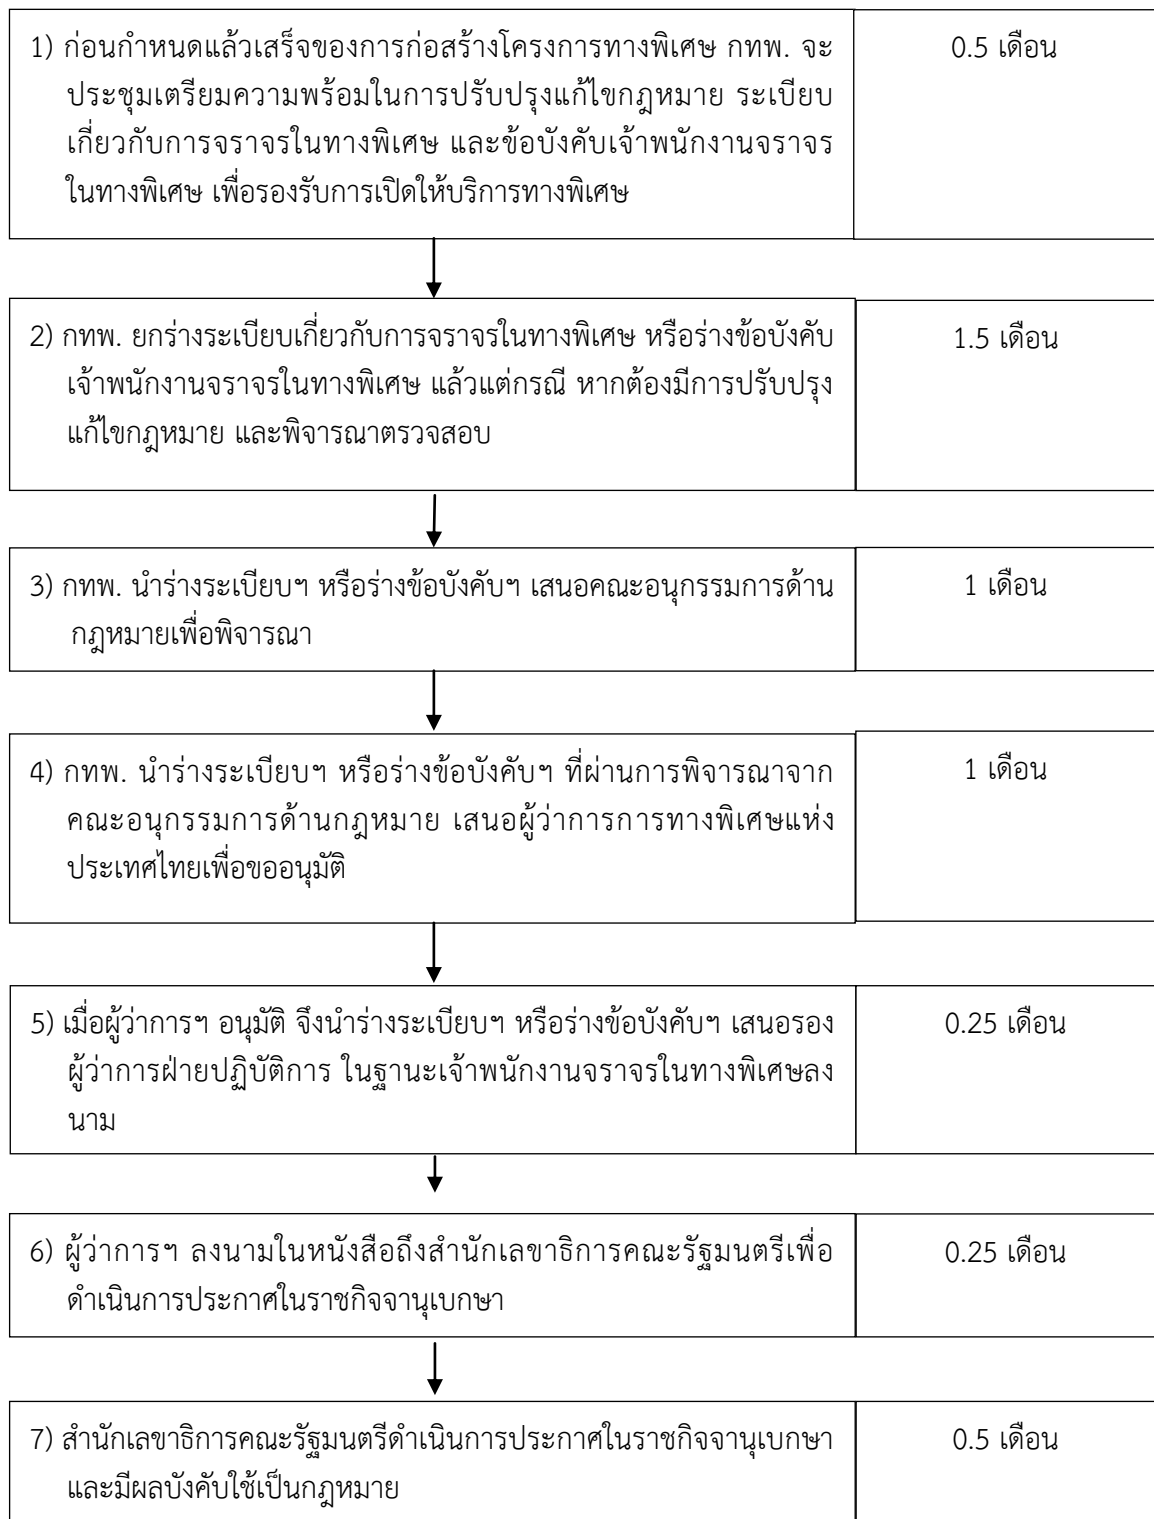 1) ก่อนกำหนดแล้วเสร็จของการก่อสร้างโครงการทางพิเศษ กทพ. จะ
ประชุมเตรียมความพร้อมในการปรับปรุงแก้ไขกฎหมาย ระเบียบ
เกี่ยวกับการจราจรในทางพิเศษ และข้อบังคับเจ้าพนักงานจราจร
ในทางพิเศษ เพื่อรองรับการเปิดให้บริการทางพิเศษ
0.5 เดือน
2) กทพ. ยกร่างระเบียบเกี่ยวกับการจราจรในทางพิเศษ หรือร่างข้อบังคับ
เจ้าพนักงานจราจรในทางพิเศษ แล้วแต่กรณี หากต้องมีการปรับปรุง
แก้ไขกฎหมาย และพิจารณาตรวจสอบ
1.5 เดือน
3) กทพ. นำร่างระเบียบฯ หรือร่างข้อบังคับฯ เสนอคณะอนุกรรมการด้าน
กฎหมายเพื่อพิจารณา
1 เดือน
4) กทพ. นำร่างระเบียบฯ หรือร่างข้อบังคับฯ ที่ผ่านการพิจารณาจาก
คณะอนุกรรมการด้านกฎหมาย เสนอผู้ว่าการการทางพิเศษแห่ง
ประเทศไทยเพื่อขออนุมัติ
1 เดือน
5) เมื่อผู้ว่าการฯ อนุมัติ จึงนำร่างระเบียบฯ หรือร่างข้อบังคับฯ เสนอรอง
ผู้ว่าการฝ่ายปฏิบัติการ ในฐานะเจ้าพนักงานจราจรในทางพิเศษลง
นาม
0.25 เดือน
6) ผู้ว่าการฯ ลงนามในหนังสือถึงสำนักเลขาธิการคณะรัฐมนตรีเพื่อ
ดำเนินการประกาศในราชกิจจานุเบกษา
0.25 เดือน
7) สำนักเลขาธิการคณะรัฐมนตรีดำเนินการประกาศในราชกิจจานุเบกษา
และมีผลบังคับใช้เป็นกฎหมาย
0.5 เดือน